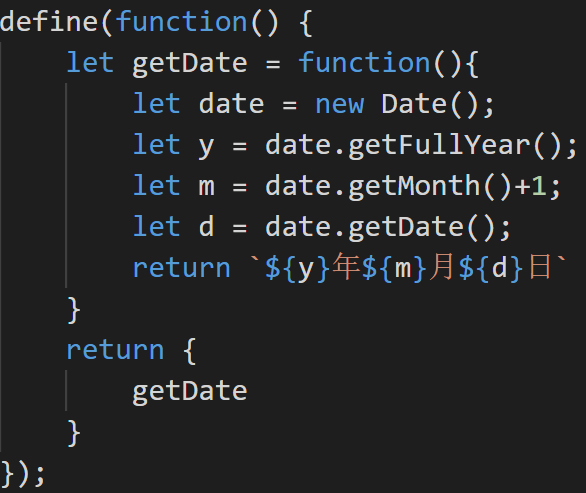 define(function() {
    let getDate = function(){
        let date = new Date();
        let y = date.getFullYear();
        let m = date.getMonth()+1;
        let d = date.getDate();
        return `${y}年${m}月${d}日`
    }
    return {
        getDate
    }
});